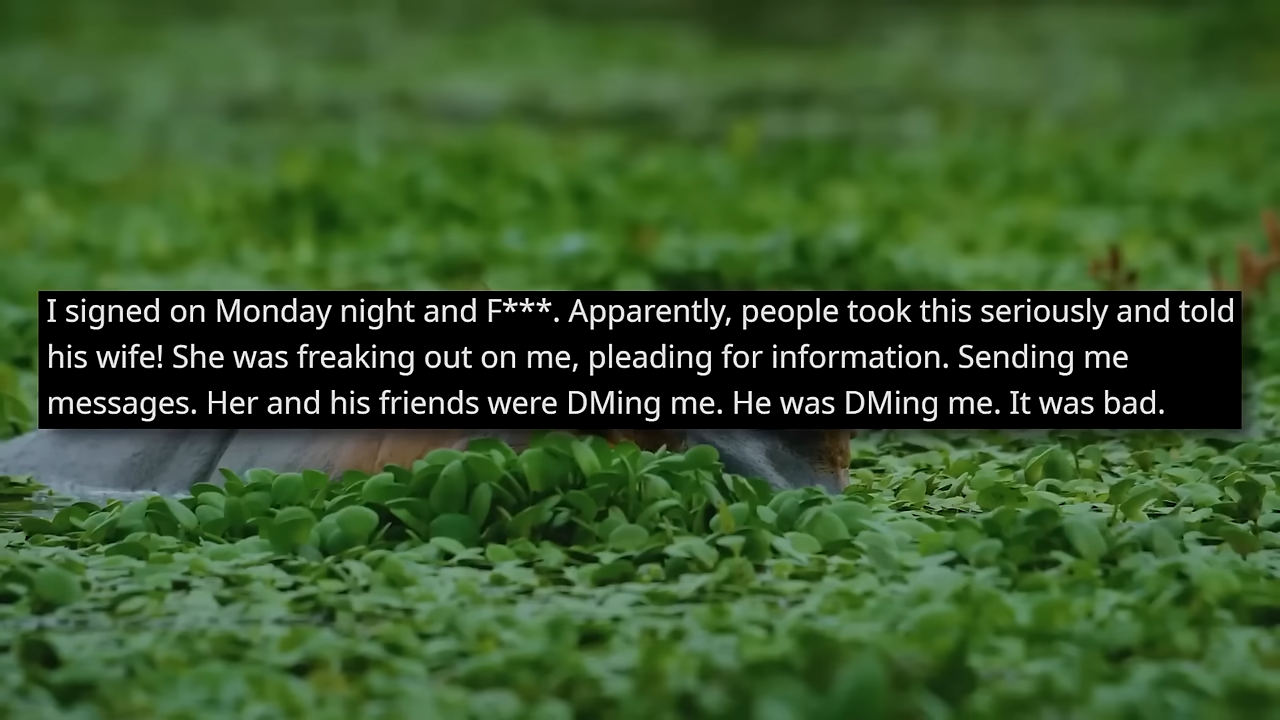 I signed on Monday night and F***. Apparently, people took this seriously and told
his wife! She was freaking out on me, pleading for information. Sending me
messages. Her and his friends were DMing me. He was DMing me. It was bad.